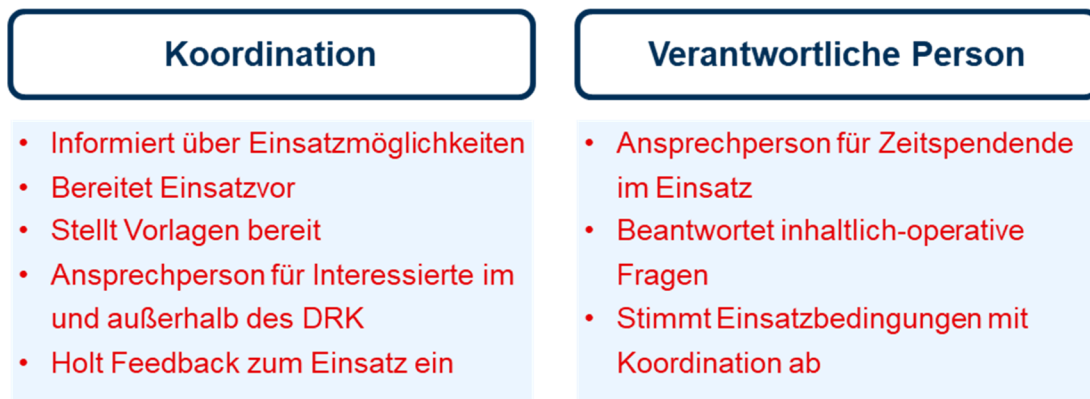 Koordination
• Informiert über Einsatzmöglichkeiten
• Bereitet Einsatzvor
• Stellt Vorlagen bereit
• Ansprechperson für Interessierte im
und außerhalb des DRK
• Holt Feedback zum Einsatz ein
Verantwortliche Person
• Ansprechperson für Zeitspendende
im Einsatz
• Beantwortet inhaltlich-operative
Fragen
• Stimmt Einsatzbedingungen mit
Koordination ab